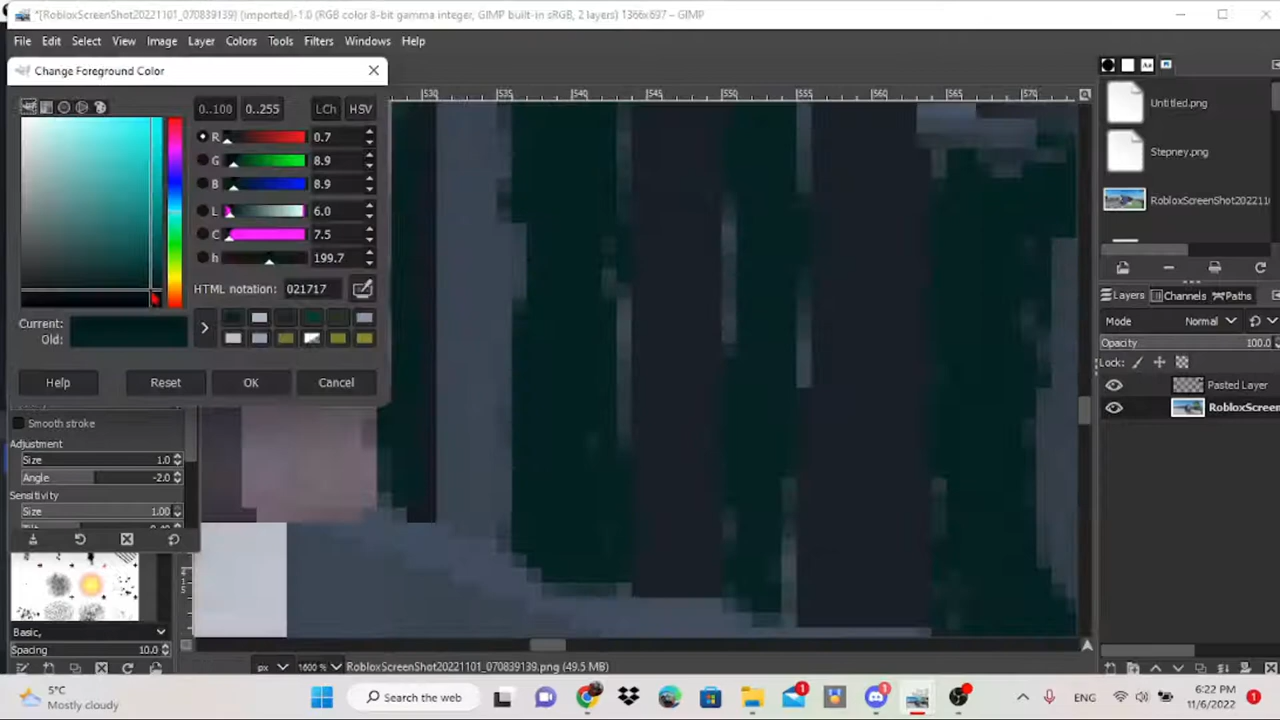 *[RobloxScreenShot20221101_070839139] (imported)-1.0 (RGB color 8-bit gamma integer, GIMP built-in sRGB, 2 layers) 1366x697 – GIMP
File Edit Select View Image Layer Colors Tools Filters Windows Help
Change Foreground Color
0..100 0..255 LCh HSV
R 0.7
G 8.9
B 8.9
L 6.0
C 7.5
h 199.7
HTML notation: 021717
Current:
Old:
Help Reset OK Cancel
Smooth stroke
Adjustment
Size 1.0
Angle -2.0
Sensitivity
Size 1.00
Basic,
Spacing 10.0
530 535 540 545 550 555 560 565 570
Untitled.png
Stepney.png
RobloxScreenShot2022110
Layers Channels Paths
Mode Normal
Opacity 100.0
Lock:
Pasted Layer
RobloxScreen
px 1600 % RobloxScreenShot20221101_070839139.png (49.5 MB)
5°C
Mostly cloudy
Search the web
1
1
ENG
6:22 PM
11/6/2022
1